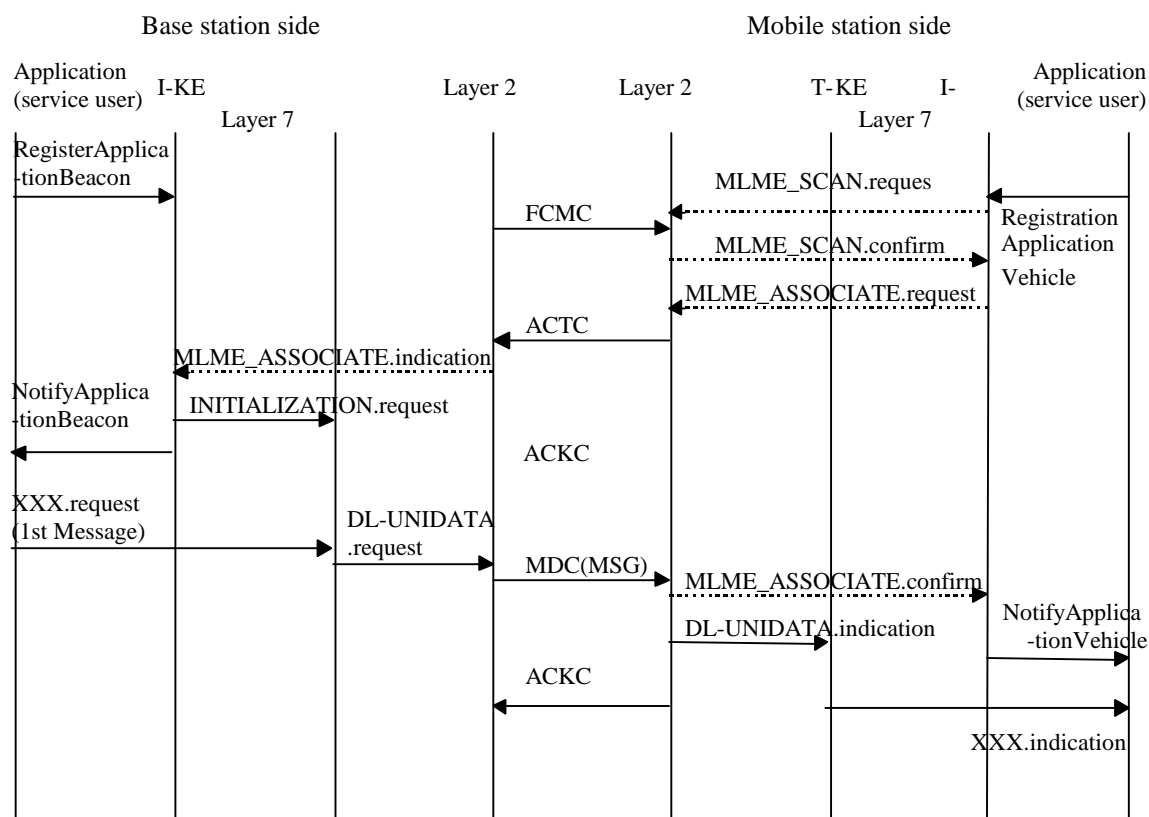 Base station side
Mobile station side
Application
(service user)
I-KE
Layer 7
Layer 2
Layer 2
T-KE
I-
Layer 7
Application
(service user)
RegisterApplica
-tionBeacon
MLME_SCAN.reques
FCMC
Registration
Application
Vehicle
MLME_SCAN.confirm
MLME_ASSOCIATE.request
ACTC
MLME_ASSOCIATE.indication
NotifyApplica
-tionBeacon
INITIALIZATION.request
ACKC
XXX.request
(1st Message)
DL-UNIDATA
.request
MDC(MSG)
MLME_ASSOCIATE.confirm
NotifyApplica
-tionVehicle
DL-UNIDATA.indication
ACKC
XXX.indication